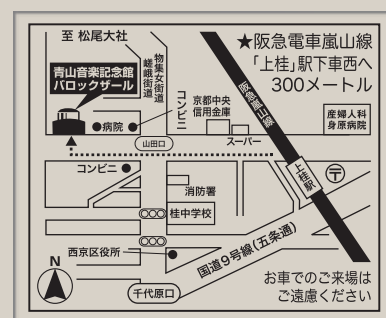 至 松尾大社
★阪急電車嵐山線
「上桂」駅下車西へ
300メートル
物集女街道
嵯峨街道
青山音楽記念館
バロックザール
コンビニ
京都中央
信用金庫
阪急嵐山線
産婦人科
身原病院
病院
山田口
スーパー
コンビニ
上桂駅
〒
消防署
桂中学校
西京区役所
国道9号線(五条通)
N
千代原口
お車でのご来場は
ご遠慮ください